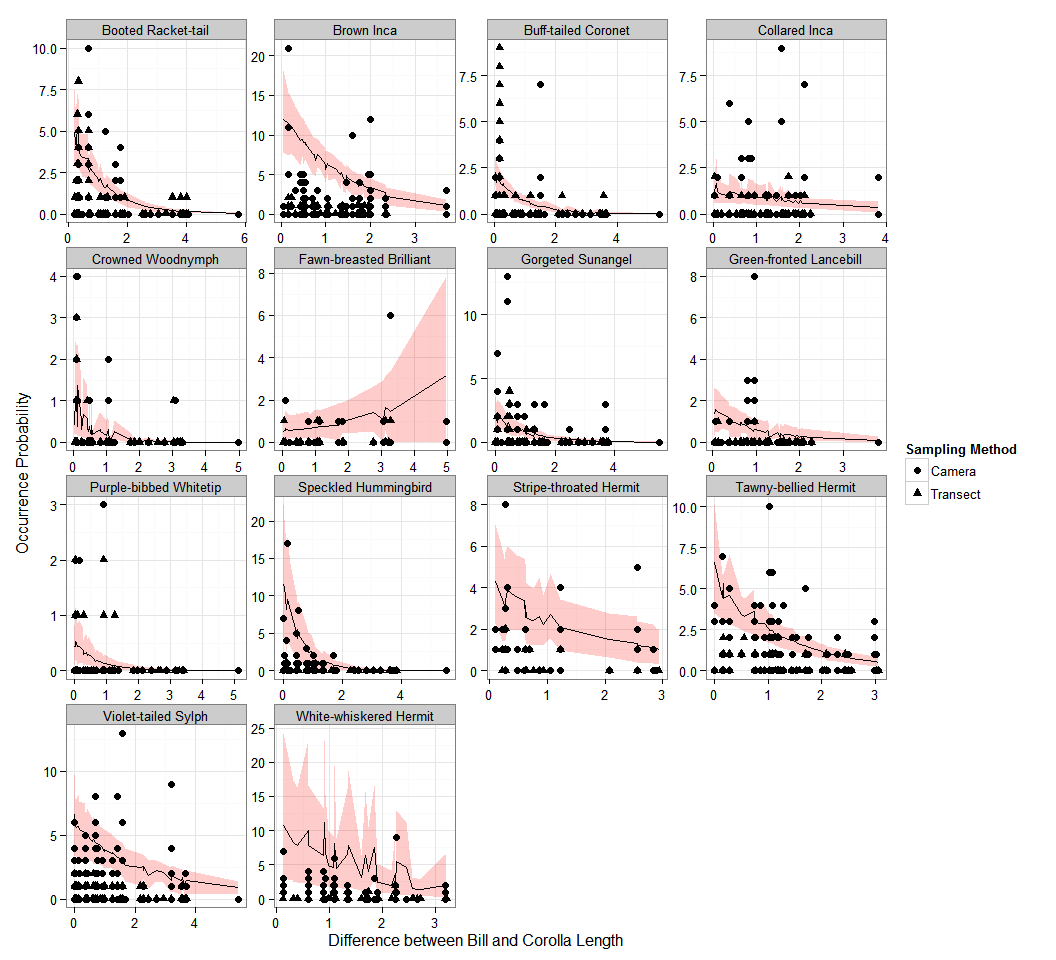 Booted Racket-tail Brown Inca Buff-tailed Coronet Collared Inca
10.0 7.5 5.0 2.5 0.0
20 15 10 5 0
7.5 5.0 2.5 0.0
7.5 5.0 2.5 0.0
0 2 4 6
0 1 2 3
0 2 4
0 1 2 3 4
Crowned Woodnymph Fawn-breasted Brilliant Gorgeted Sunangel Green-fronted Lancebill
4 3 2 1 0
8 6 4 2 0
10 5 0
8 6 4 2 0
0 1 2 3 4 5
0 1 2 3 4 5
0 2 4
0 1 2 3
Purple-bibbed Whitetip Speckled Hummingbird Stripe-throated Hermit Tawny-bellied Hermit
3 2 1 0
20 15 10 5 0
8 6 4 2 0
10.0 7.5 5.0 2.5 0.0
0 1 2 3 4 5
0 2 4
0 1 2 3
0 1 2 3
Violet-tailed Sylph White-whiskered Hermit
10 5 0
25 20 15 10 5 0
0 2 4
0 1 2 3
Difference between Bill and Corolla Length
Occurrence Probability
Sampling Method
Camera
Transect